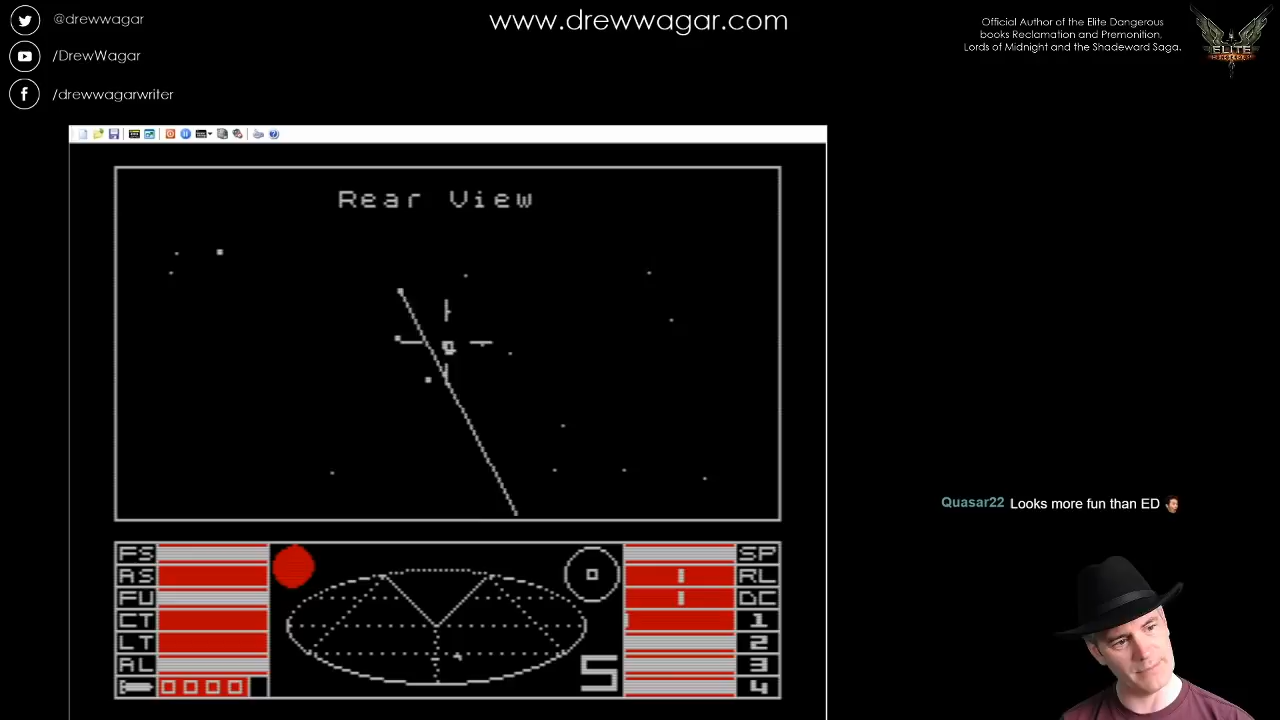 @drewwagar
/DrewWagar
/drewwagarwriter
www.drewwagar.com
Official Author of the Elite Dangerous
books Reclamation and Premonition.
Lords of Midnight and the Shadeward Saga.
ELITE
Rear View
Quasar22 Looks more fun than ED
FS
AS
FU
CT
LT
AL
S
SP
RL
DC
1
2
3
4